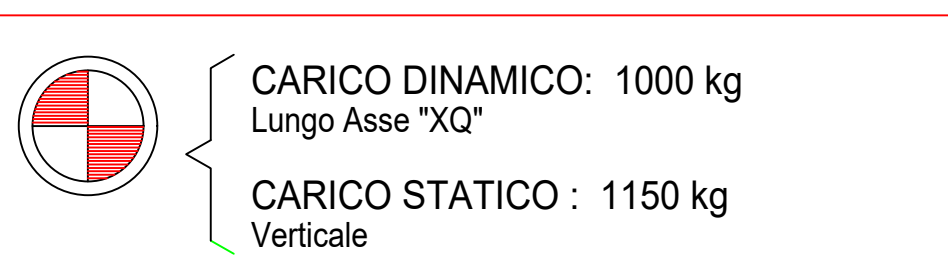 CARICO DINAMICO: 1000 kg
Lungo Asse "XQ"
CARICO STATICO : 1150 kg
Verticale